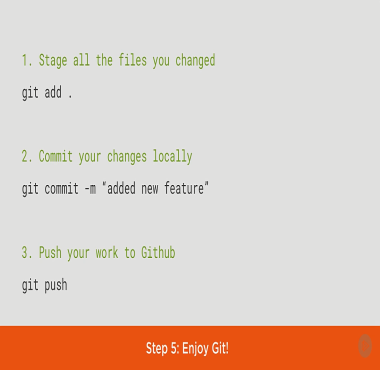 1. Stage all the files you changed
git add .
2. Commit your changes locally
git commit -m "added new feature"
3. Push your work to Github
git push
Step 5: Enjoy Git!